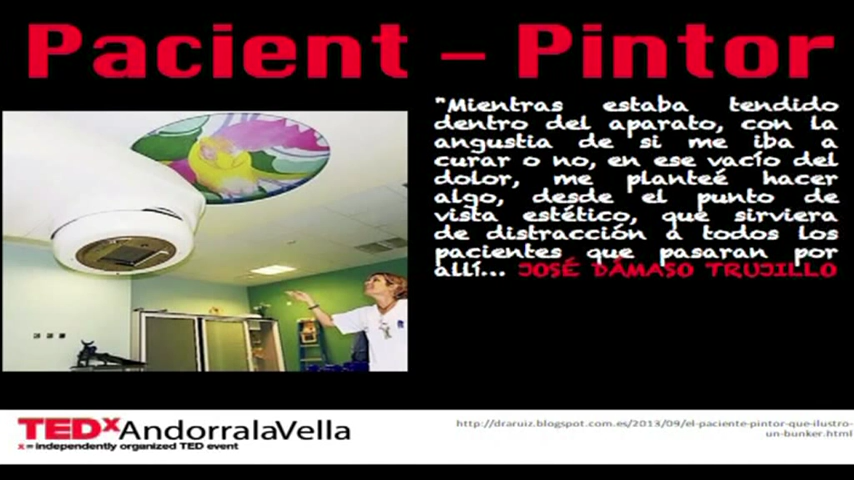 Pacient – Pintor
"Mientras estaba tendido
dentro del aparato, con la
angustia de si me iba a
curar o no, en ese vacío del
dolor, me planteé hacer
algo, desde el punto de
vista estético, que sirviera
de distracción a todos los
pacientes que pasaran por
allí... JOSÉ DÁMASO TRUJILLO
TEDxAndorralaVella
x = independently organized TED event
http://draruiz.blogspot.com.es/2013/09/el-paciente-pintor-que-ilustro-
un-bunker.html